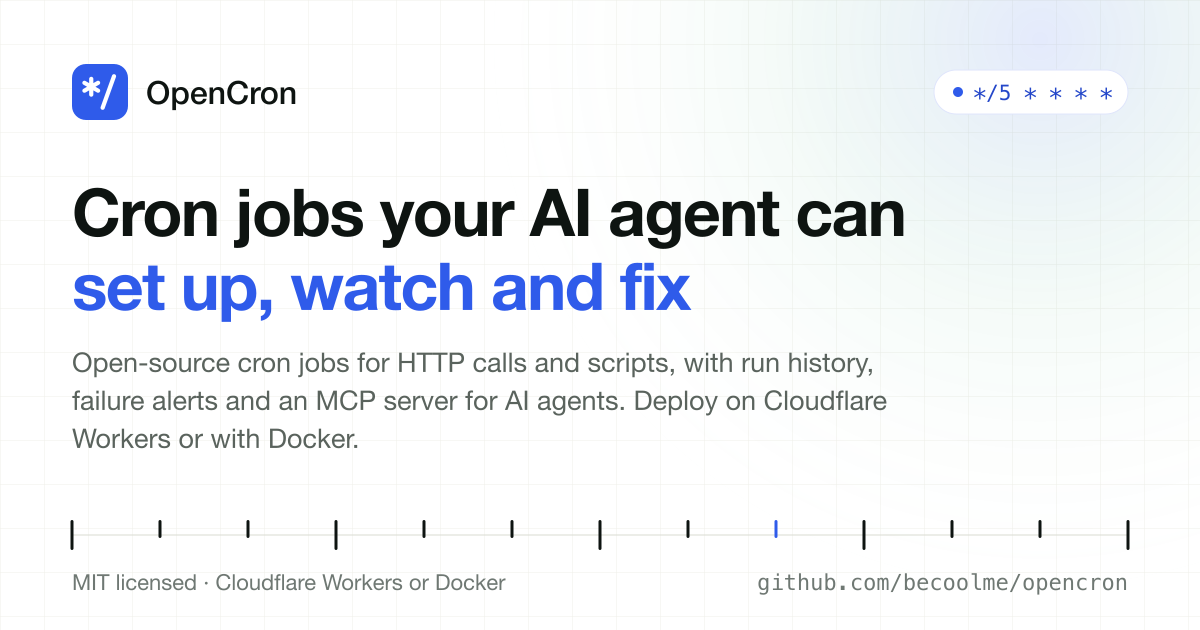 */ OpenCron
*/5 * * * *
Cron jobs your AI agent can
set up, watch and fix
Open-source cron jobs for HTTP calls and scripts, with run history,
failure alerts and an MCP server for AI agents. Deploy on Cloudflare
Workers or with Docker.
MIT licensed · Cloudflare Workers or Docker
github.com/becoolme/opencron